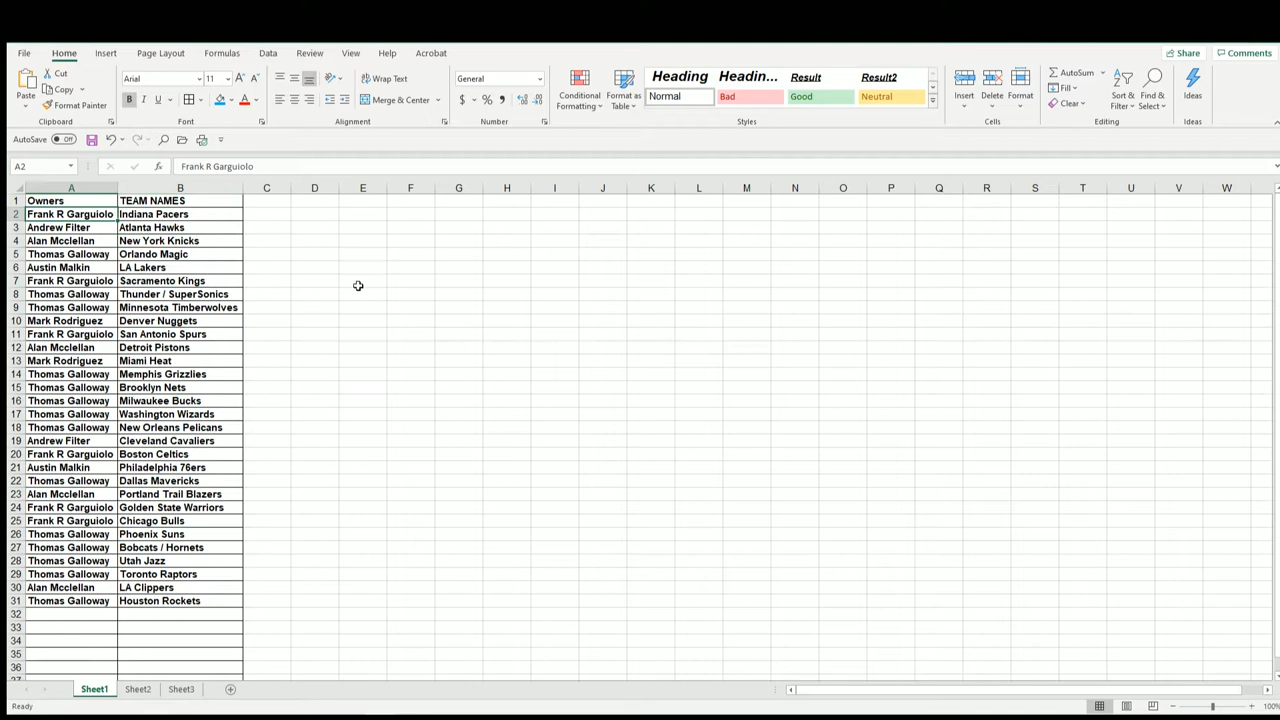 File Home Insert Page Layout Formulas Data Review View Help Acrobat Share Comments
Paste Cut Copy Format Painter Clipboard
Arial 11 A A B I U A Font
Wrap Text Merge & Center Alignment
General $ % , Number
Conditional Formatting Format as Table Heading Headin... Result Result2 Normal Bad Good Neutral Styles
Insert Delete Format Cells
AutoSum Fill Clear Sort & Filter Find & Select Editing
Ideas Ideas
AutoSave Off
A2 fx Frank R Garguiolo
A B C D E F G H I J K L M N O P Q R S T U V W
1 Owners TEAM NAMES
2 Frank R Garguiolo Indiana Pacers
3 Andrew Filter Atlanta Hawks
4 Alan Mcclellan New York Knicks
5 Thomas Galloway Orlando Magic
6 Austin Malkin LA Lakers
7 Frank R Garguiolo Sacramento Kings
8 Thomas Galloway Thunder / SuperSonics
9 Thomas Galloway Minnesota Timberwolves
10 Mark Rodriguez Denver Nuggets
11 Frank R Garguiolo San Antonio Spurs
12 Alan Mcclellan Detroit Pistons
13 Mark Rodriguez Miami Heat
14 Thomas Galloway Memphis Grizzlies
15 Thomas Galloway Brooklyn Nets
16 Thomas Galloway Milwaukee Bucks
17 Thomas Galloway Washington Wizards
18 Thomas Galloway New Orleans Pelicans
19 Andrew Filter Cleveland Cavaliers
20 Frank R Garguiolo Boston Celtics
21 Austin Malkin Philadelphia 76ers
22 Thomas Galloway Dallas Mavericks
23 Alan Mcclellan Portland Trail Blazers
24 Frank R Garguiolo Golden State Warriors
25 Frank R Garguiolo Chicago Bulls
26 Thomas Galloway Phoenix Suns
27 Thomas Galloway Bobcats / Hornets
28 Thomas Galloway Utah Jazz
29 Thomas Galloway Toronto Raptors
30 Alan Mcclellan LA Clippers
31 Thomas Galloway Houston Rockets
32
33
34
35
36
37
Sheet1 Sheet2 Sheet3
Ready 100%